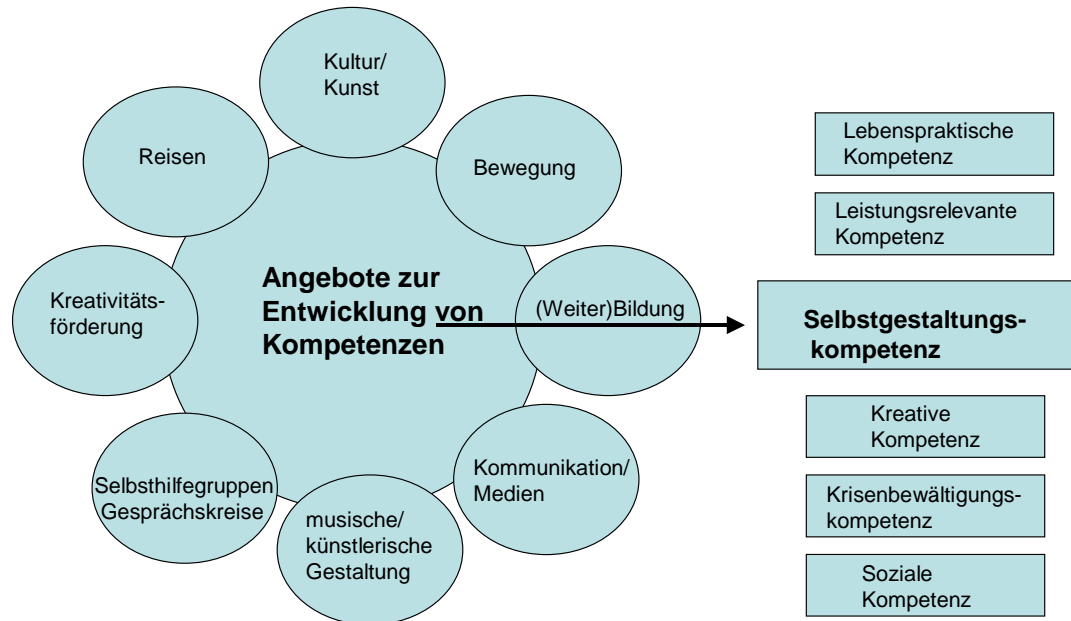 Kultur/
Kunst
Reisen
Bewegung
Angebote zur
Entwicklung von
Kompetenzen
(Weiter)Bildung
Kreativitäts-
förderung
Selbsthilfegruppen
Gesprächskreise
musische/
künstlerische
Gestaltung
Kommunikation/
Medien
Lebenspraktische
Kompetenz
Leistungsrelevante
Kompetenz
Selbstgestaltungs-
kompetenz
Kreative
Kompetenz
Krisenbewältigungs-
kompetenz
Soziale
Kompetenz